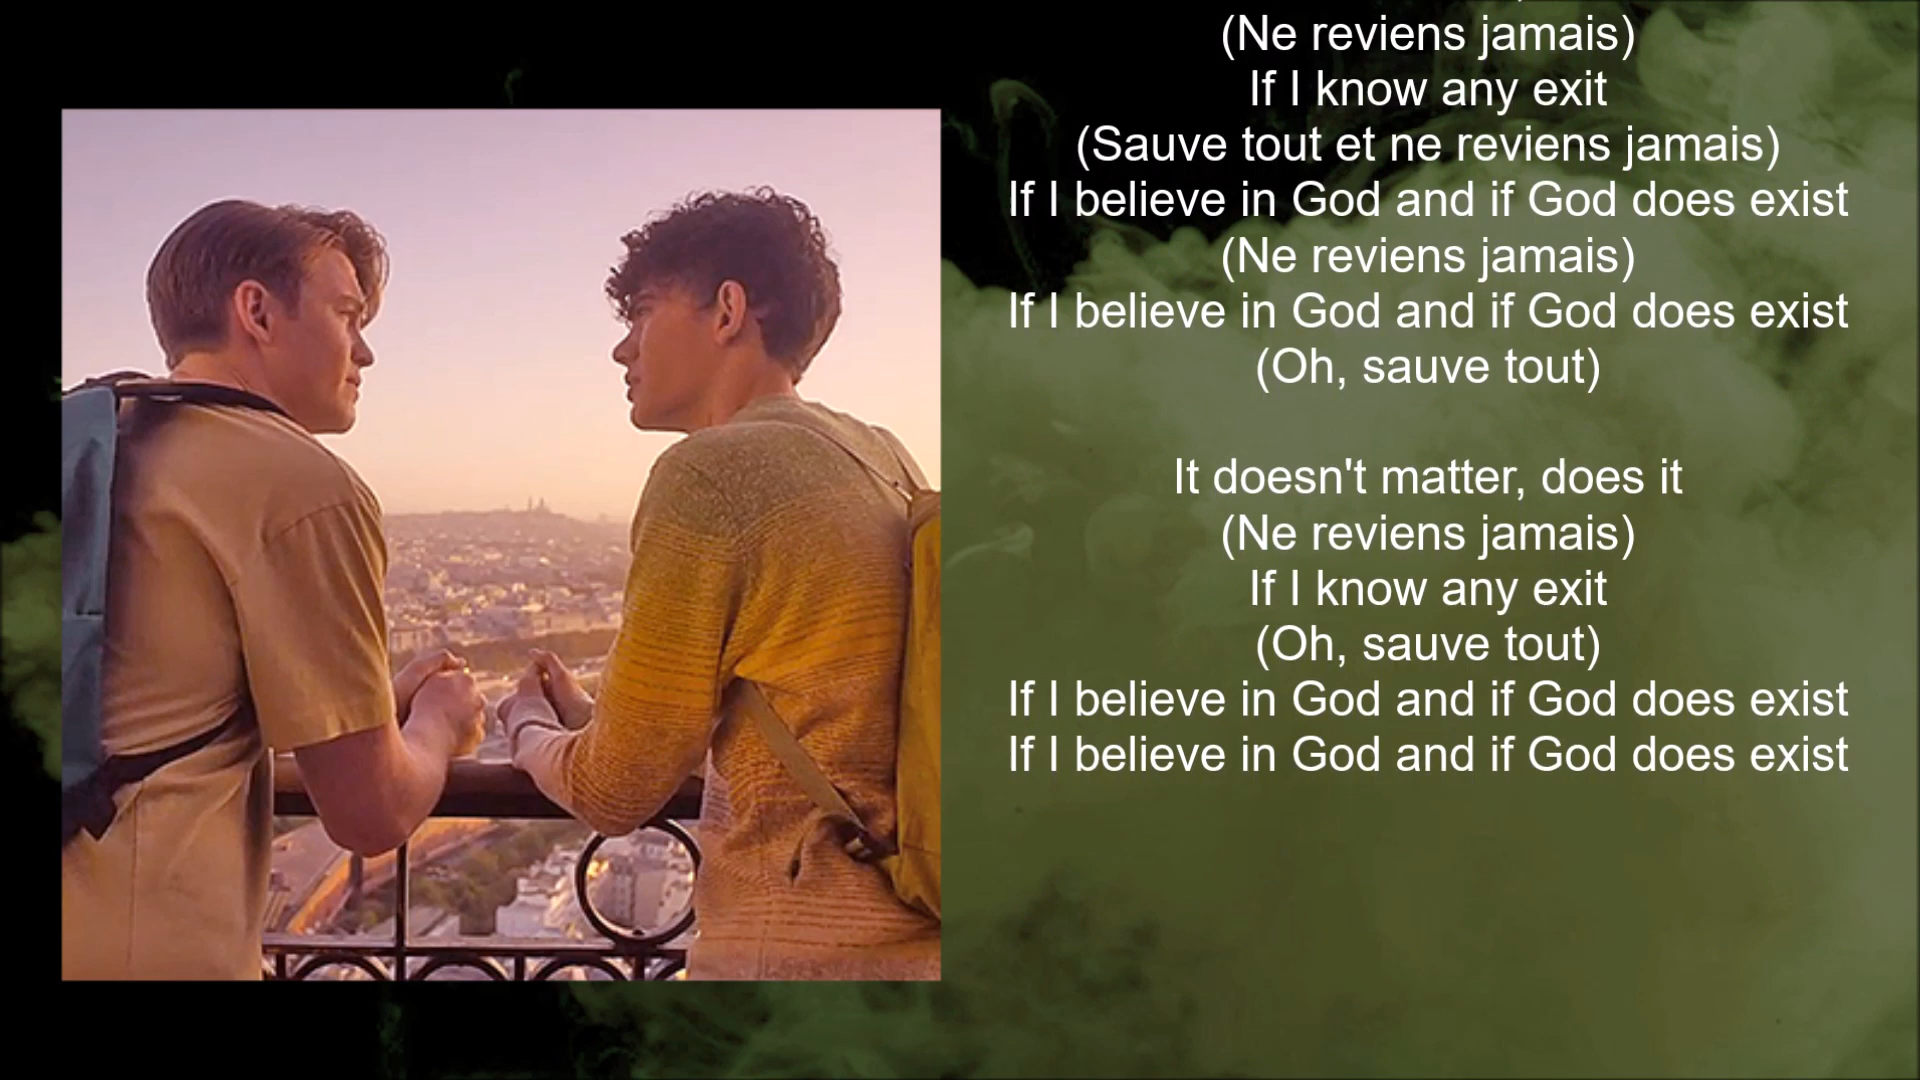 (Ne reviens jamais)
If I know any exit
(Sauve tout et ne reviens jamais)
If I believe in God and if God does exist
(Ne reviens jamais)
If I believe in God and if God does exist
(Oh, sauve tout)
It doesn't matter, does it
(Ne reviens jamais)
If I know any exit
(Oh, sauve tout)
If I believe in God and if God does exist
If I believe in God and if God does exist